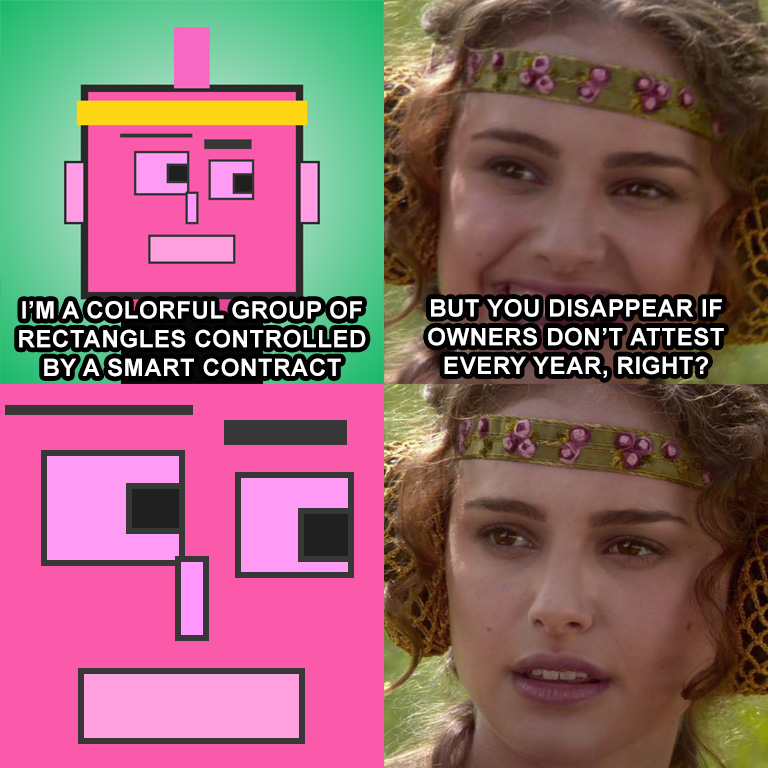 I'M A COLORFUL GROUP OF
RECTANGLES CONTROLLED
BY A SMART CONTRACT
BUT YOU DISAPPEAR IF
OWNERS DON'T ATTEST
EVERY YEAR, RIGHT?